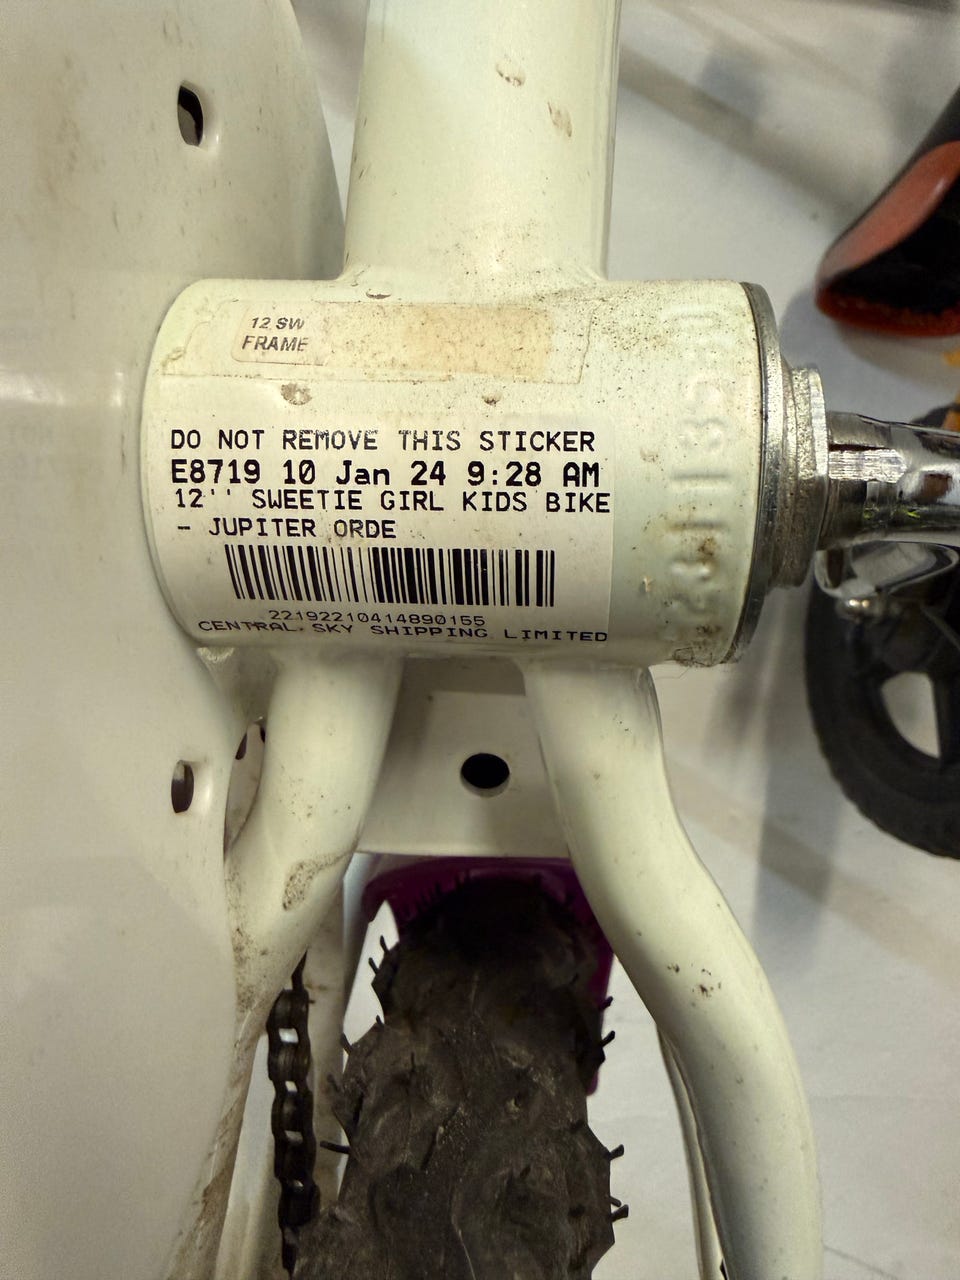 12 SW
FRAME
DO NOT REMOVE THIS STICKER
E8719 10 Jan 24 9:28 AM
12'' SWEETIE GIRL KIDS BIKE
- JUPITER ORDE
22192210414890155
CENTRAL SKY SHIPPING LIMITED